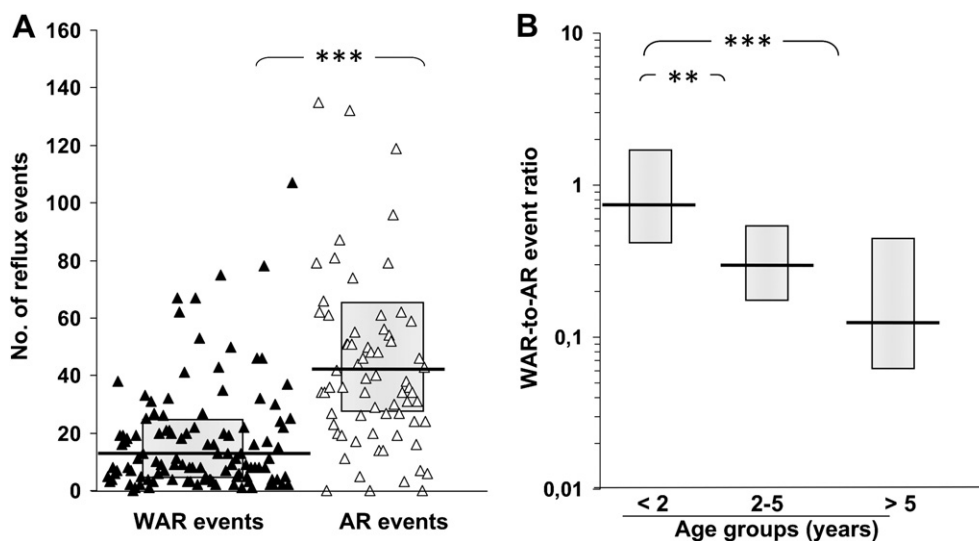 A
No. of reflux events
160
140
120
100
80
60
40
20
0
***
WAR events
AR events
B
WAR-to-AR event ratio
10
1
0,1
0,01
***
**
< 2
2-5
> 5
Age groups (years)